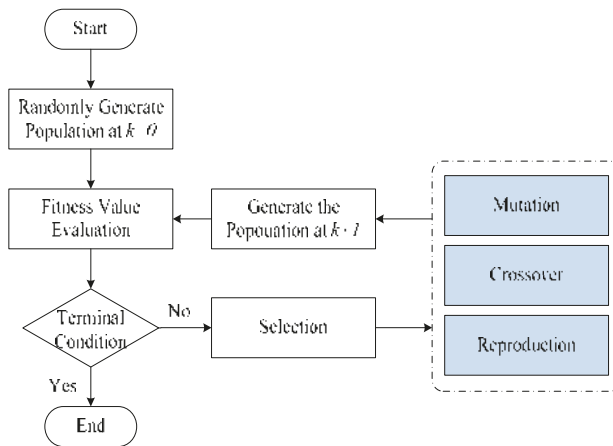 Start
Randomly Generate
Population at k 0
Fitness Value
Evaluation
Generate the
Popouation at k · 1
Mutation
Crossover
Reproduction
Terminal
Condition
No
Selection
Yes
End